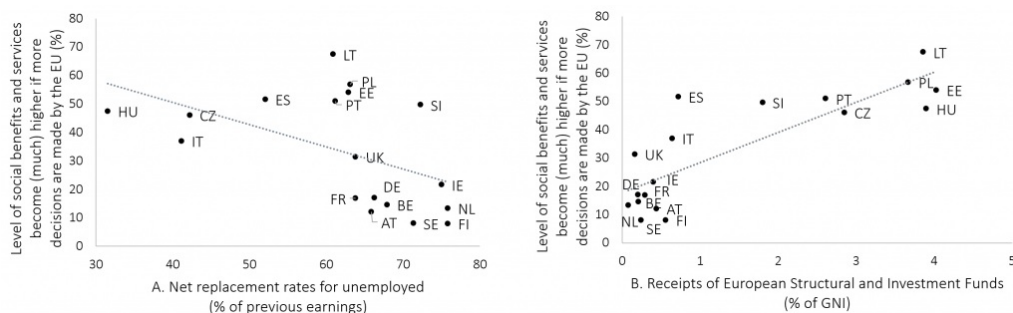 Level of social benefits and services
become (much) higher if more
decisions are made by the EU (%)
80
70
60
50
40
30
20
10
0
LT
PL
EE
ES
PT
SI
HU
CZ
IT
UK
IE
DE
FR
BE
NL
AT
SE
FI
30
40
50
60
70
80
A. Net replacement rates for unemployed
(% of previous earnings)
Level of social benefits and services
become (much) higher if more
decisions are made by the EU (%)
80
70
60
50
40
30
20
10
0
LT
PL
EE
ES
SI
PT
CZ
HU
IT
UK
DE
IE
FR
BE
AT
NL
SE
FI
0
1
2
3
4
5
B. Receipts of European Structural and Investment Funds
(% of GNI)